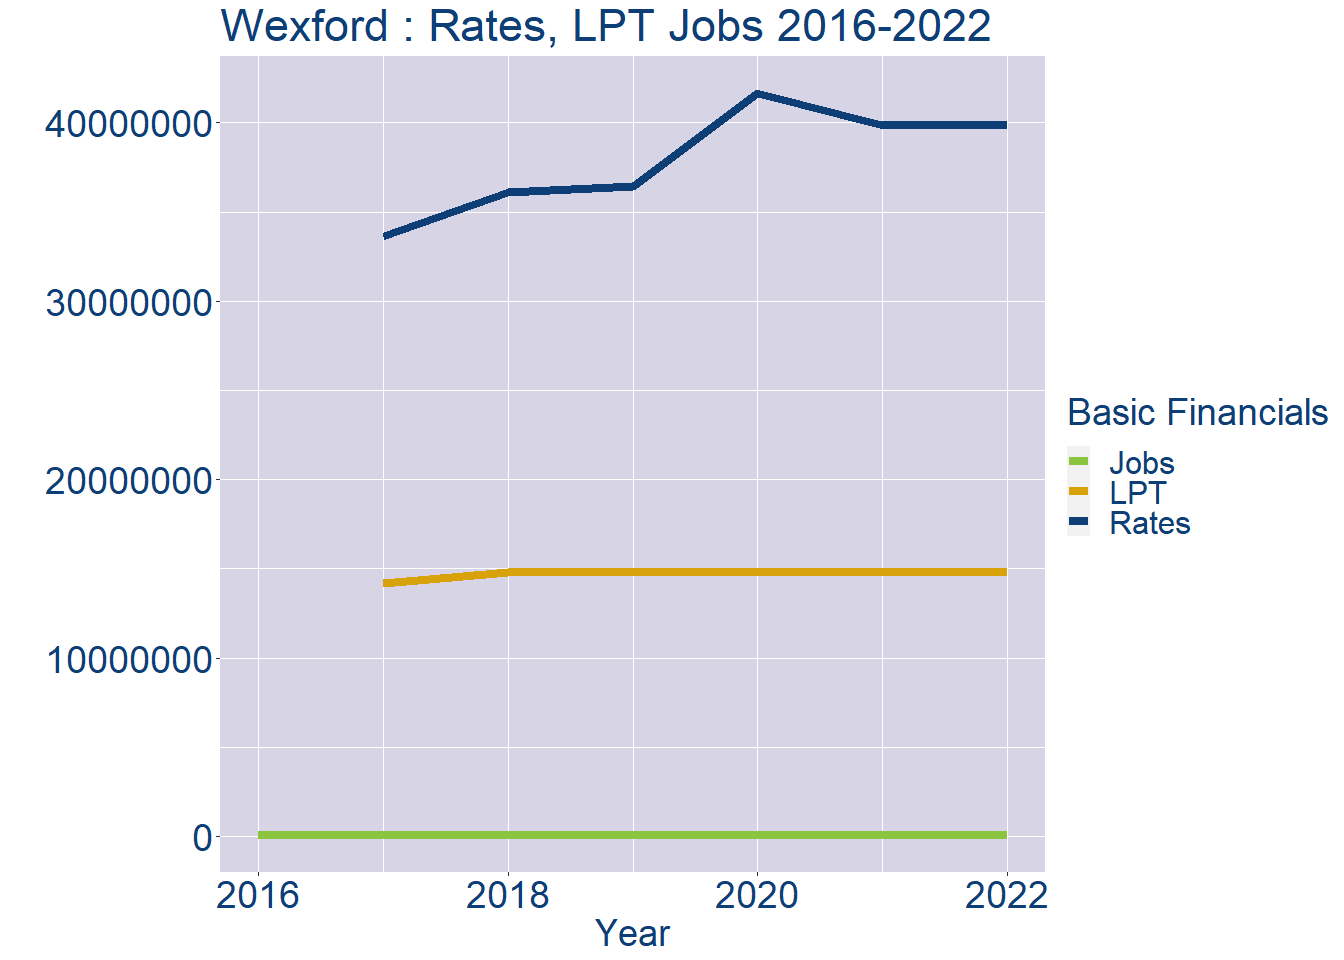 Wexford : Rates, LPT Jobs 2016-2022
40000000
30000000
20000000
10000000
0
2016 2018 2020 2022
Year
Basic Financials
Jobs
LPT
Rates